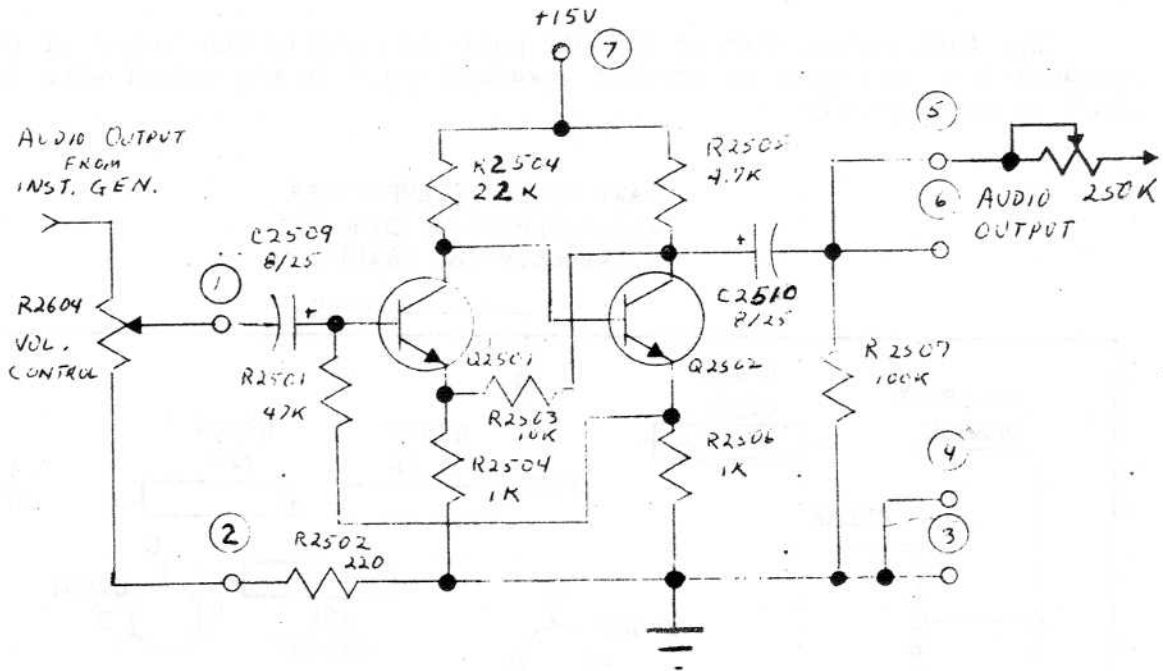 +15V
7
AUDIO OUTPUT
FROM
INST. GEN.
R2504
22K
R2505
4.7K
5
250K
6
AUDIO
OUTPUT
C2509
8/25
+
1
+
C2510
8/25
R2604
VOL.
CONTROL
R2501
47K
Q2501
R2503
10K
Q2502
R2507
100K
R2504
1K
R2506
1K
4
3
2
R2502
220